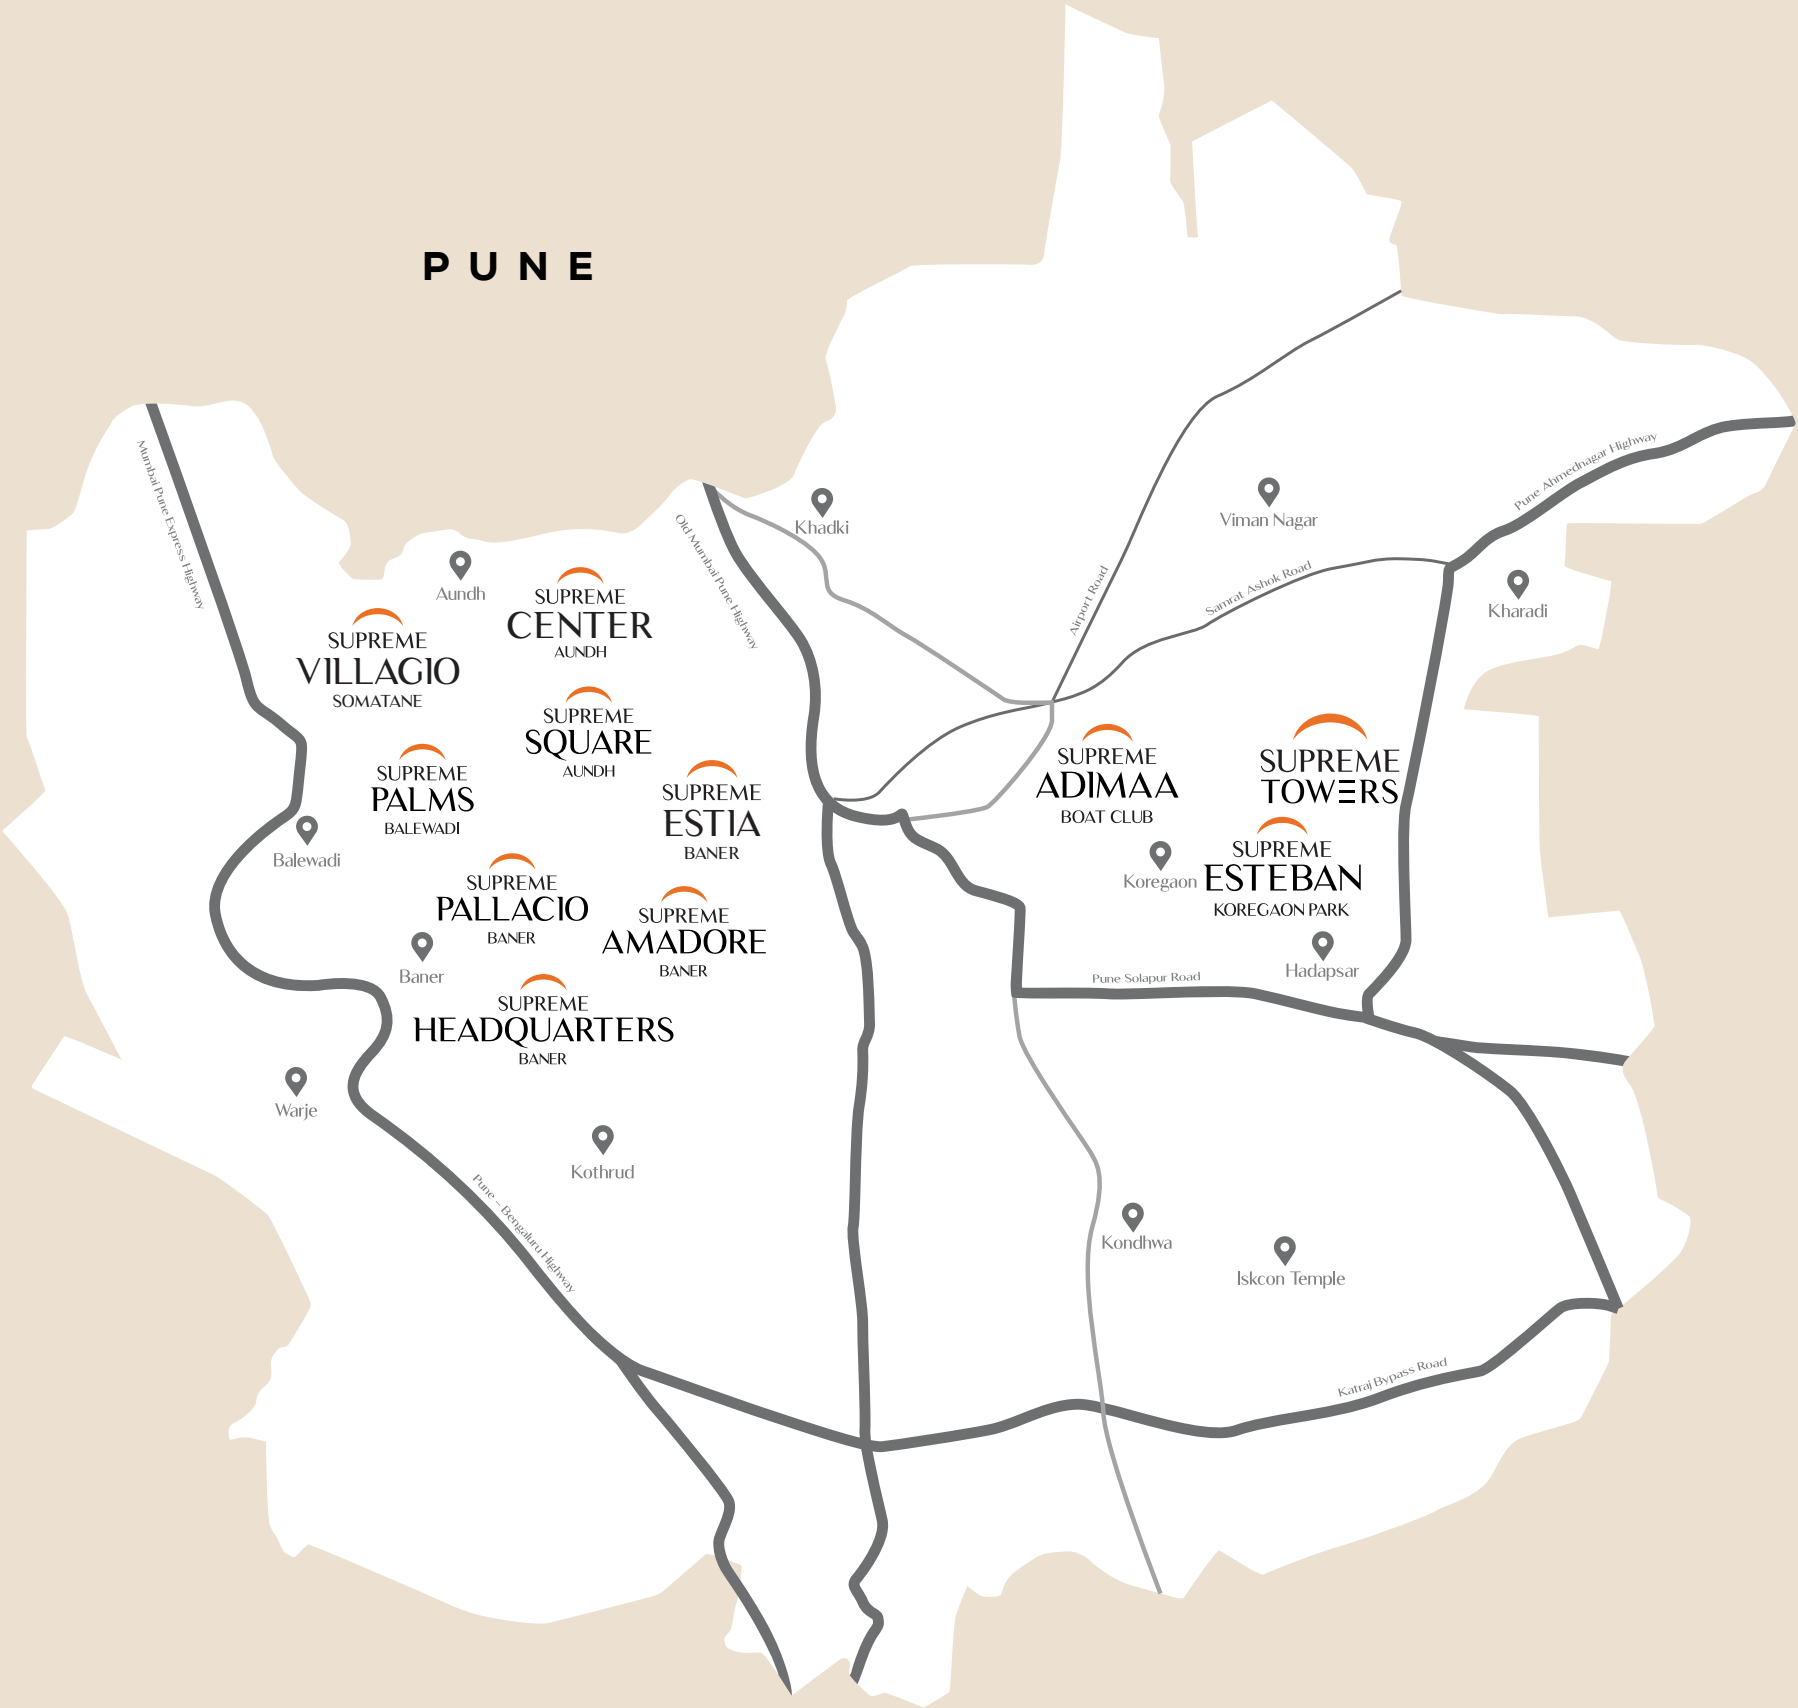 PUNE
Mumbai Pune Express Highway
Old Mumbai Pune Highway
Khadki
Viman Nagar
Pune Ahmednagar Highway
Kharadi
Airport Road
Samrat Ashok Road
Aundh
SUPREME
CENTER
AUNDH
SUPREME
VILLAGIO
SOMATANE
SUPREME
SQUARE
AUNDH
SUPREME
PALMS
BALEWADI
SUPREME
ESTIA
BANER
SUPREME
ADIMAA
BOAT CLUB
SUPREME
TOWERS
Balewadi
Koregaon
SUPREME
ESTEBAN
KOREGAON PARK
SUPREME
PALLACIO
BANER
SUPREME
AMADORE
BANER
Baner
Hadapsar
Pune Solapur Road
SUPREME
HEADQUARTERS
BANER
Warje
Kothrud
Pune – Bengaluru Highway
Kondhwa
Iskcon Temple
Katraj Bypass Road